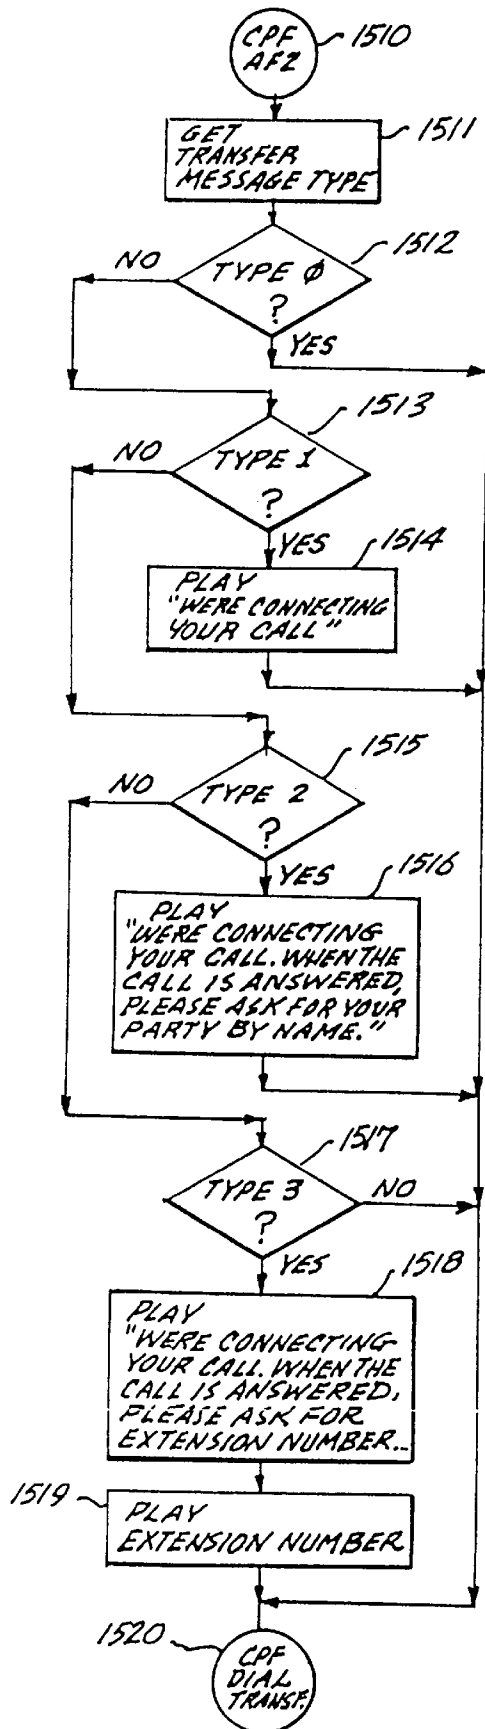 CPF
AF2
1510
GET
TRANSFER
MESSAGE TYPE
1511
TYPE Ø
?
1512
NO
YES
TYPE 1
?
1513
NO
YES
1514
PLAY
"WERE CONNECTING
YOUR CALL"
TYPE 2
?
1515
NO
YES
1516
PLAY
"WERE CONNECTING
YOUR CALL. WHEN THE
CALL IS ANSWERED,
PLEASE ASK FOR YOUR
PARTY BY NAME."
TYPE 3
?
1517
NO
YES
1518
PLAY
"WERE CONNECTING
YOUR CALL. WHEN THE
CALL IS ANSWERED,
PLEASE ASK FOR
EXTENSION NUMBER..
1519
PLAY
EXTENSION NUMBER
1520
CPF
DIAL
TRANSF.